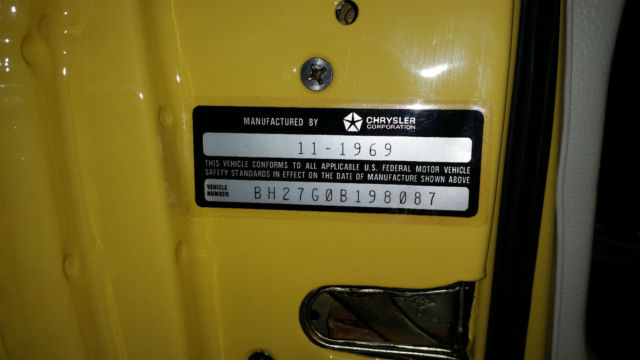 MANUFACTURED BY CHRYSLER CORPORATION
11-1969
THIS VEHICLE CONFORMS TO ALL APPLICABLE U.S. FEDERAL MOTOR VEHICLE
SAFETY STANDARDS IN EFFECT ON THE DATE OF MANUFACTURE SHOWN ABOVE
VEHICLE NUMBER BH27G0B198087